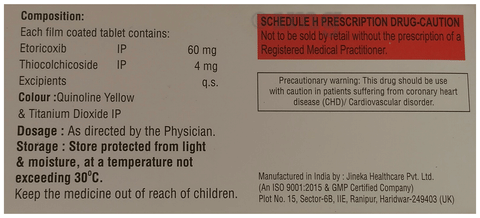 Composition:
Each film coated tablet contains:
Etoricoxib IP 60 mg
Thiocolchicoside IP 4 mg
Excipients q.s.
Colour : Quinoline Yellow
& Titanium Dioxide IP
Dosage : As directed by the Physician.
Storage : Store protected from light
& moisture, at a temperature not
exceeding 30°C.
Keep the medicine out of reach of children.
SCHEDULE H PRESCRIPTION DRUG-CAUTION
Not to be sold by retail without the prescription of a
Registered Medical Practitioner.
Precautionary warning: This drug should be use
with caution in patients suffering from coronary heart
disease (CHD)/ Cardiovascular disorder.
Manufactured in India by : Jineka Healthcare Pvt. Ltd.
(An ISO 9001:2015 & GMP Certified Company)
Plot No. 15, Sector-6B, IIE, Ranipur, Haridwar-249403 (UK)